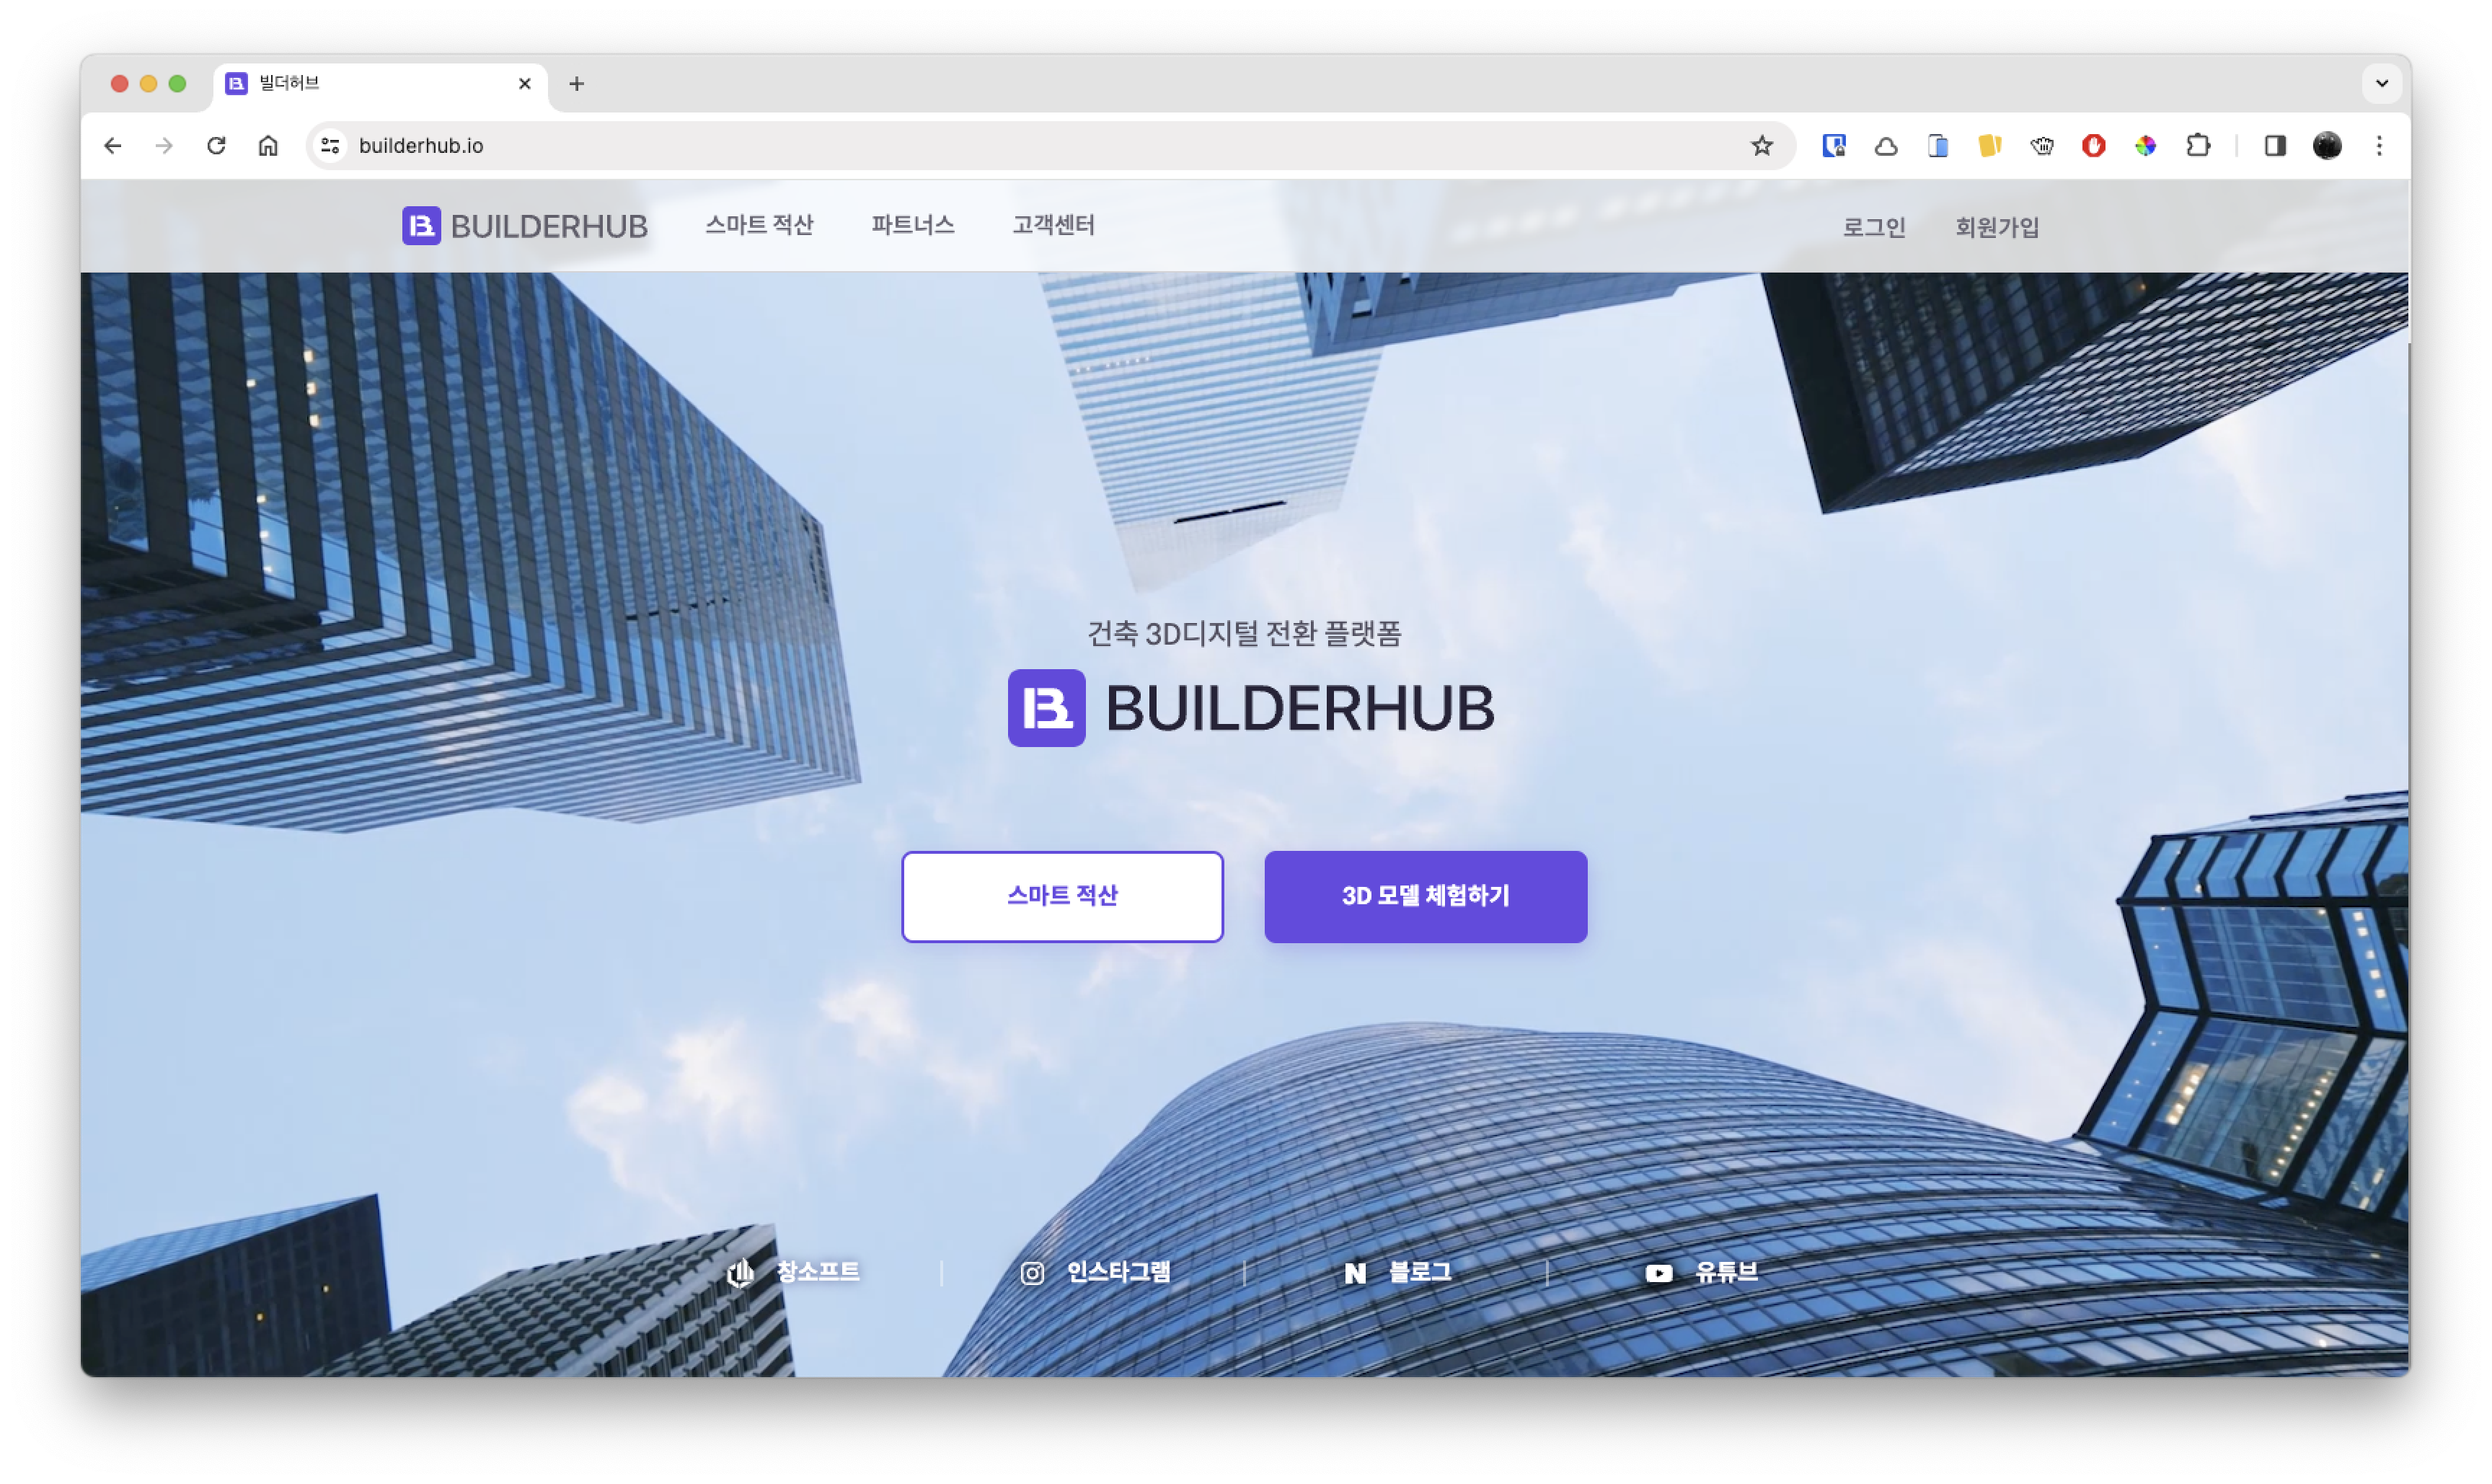 빌더허브
builderhub.io
BUILDERHUB 스마트 적산 파트너스 고객센터 로그인 회원가입
건축 3D디지털 전환 플랫폼
BUILDERHUB
스마트 적산 3D 모델 체험하기
창소프트 인스타그램 블로그 유튜브